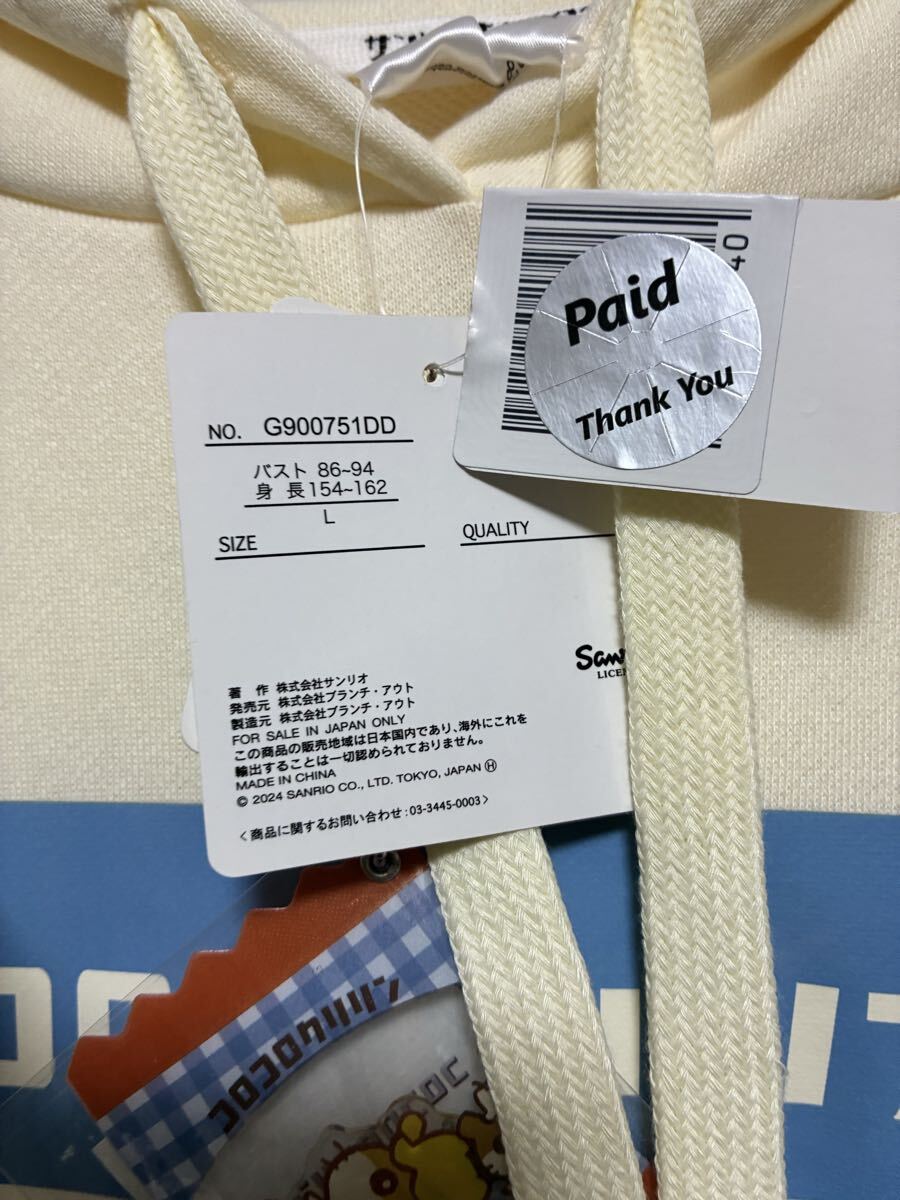 Paid
Thank You
NO. G900751DD
バスト 86~94
身 長 154~162
L
SIZE
QUALITY
著 作 株式会社サンリオ
発売元 株式会社ブランチ・アウト
製造元 株式会社ブランチ・アウト
FOR SALE IN JAPAN ONLY
この商品の販売地域は日本国内であり、海外にこれを
輸出することは一切認められておりません。
MADE IN CHINA
© 2024 SANRIO CO., LTD. TOKYO, JAPAN Ⓗ
<商品に関するお問い合わせ:03-3445-0003>
コロコロクリリン